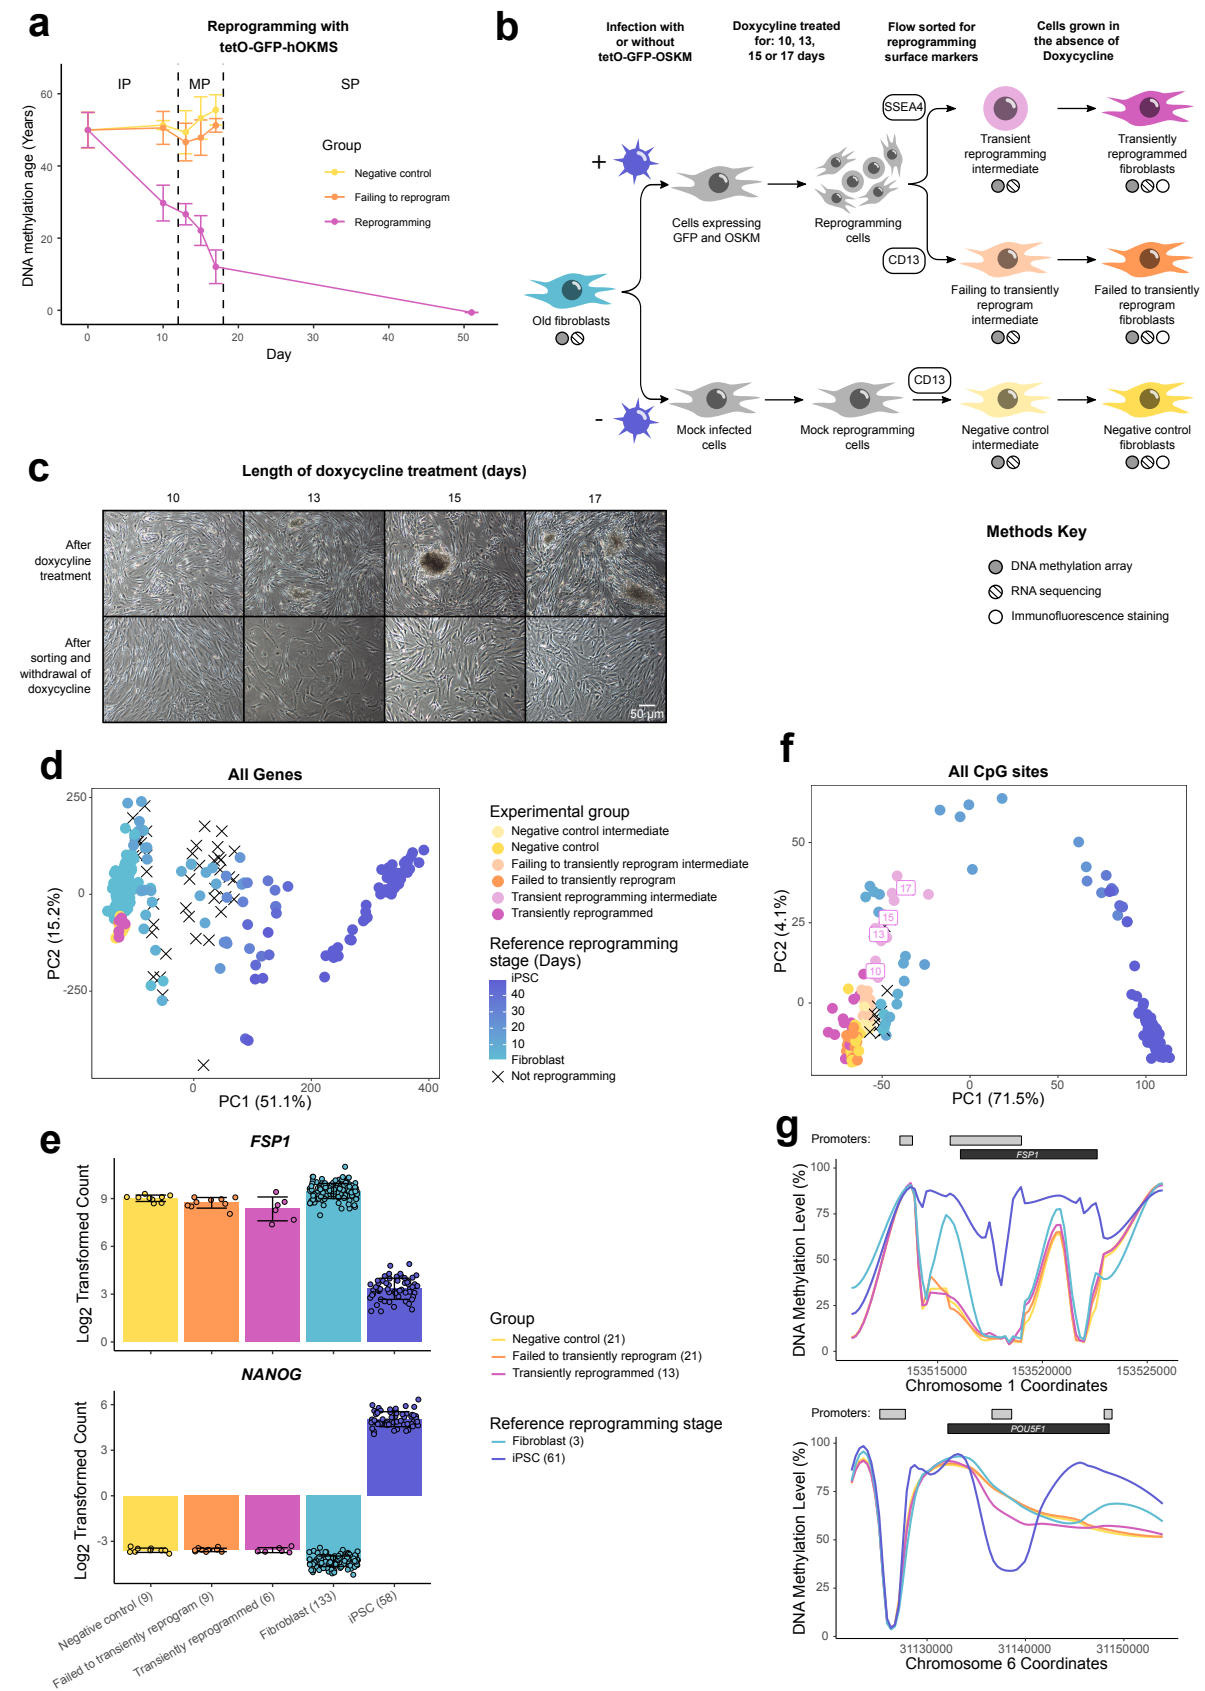 a
Reprogramming with
tetO-GFP-hOKMS
IP
MP
SP
DNA methylation age (Years)
60
40
20
0
0
10
20
30
40
50
Day
Group
Negative control
Failing to reprogram
Reprogramming
b
Infection with
or without
tetO-GFP-OSKM
Doxycyline treated
for: 10, 13,
15 or 17 days
Flow sorted for
reprogramming
surface markers
Cells grown in
the absence of
Doxycycline
+
-
Old fibroblasts
Cells expressing
GFP and OSKM
Reprogramming
cells
SSEA4
CD13
Transient
reprogramming
intermediate
Transiently
reprogrammed
fibroblasts
Failing to transiently
reprogram
intermediate
Failed to transiently
reprogram
fibroblasts
Mock infected
cells
Mock reprogramming
cells
CD13
Negative control
intermediate
Negative control
fibroblasts
Methods Key
DNA methylation array
RNA sequencing
Immunofluorescence staining
c
Length of doxycycline treatment (days)
10
13
15
17
After
doxycyline
treatment
After
sorting and
withdrawal of
doxycycline
50 µm
d
All Genes
PC2 (15.2%)
250
0
-250
0
200
400
PC1 (51.1%)
Experimental group
Negative control intermediate
Negative control
Failing to transiently reprogram intermediate
Failed to transiently reprogram
Transient reprogramming intermediate
Transiently reprogrammed
Reference reprogramming
stage (Days)
iPSC
40
30
20
10
Fibroblast
Not reprogramming
f
All CpG sites
PC2 (4.1%)
50
25
0
17
15
13
10
-50
0
50
100
PC1 (71.5%)
e
FSP1
Log2 Transformed Count
9
6
3
0
NANOG
Log2 Transformed Count
6
3
0
-3
Negative control (9)
Failed to transiently reprogram (9)
Transiently reprogrammed (6)
Fibroblast (133)
iPSC (58)
Group
Negative control (21)
Failed to transiently reprogram (21)
Transiently reprogrammed (13)
Reference reprogramming stage
Fibroblast (3)
iPSC (61)
g
Promoters:
FSP1
DNA Methylation Level (%)
100
75
50
25
0
153515000
153520000
153525000
Chromosome 1 Coordinates
Promoters:
POU5F1
DNA Methylation Level (%)
100
75
50
25
0
31130000
31140000
31150000
Chromosome 6 Coordinates